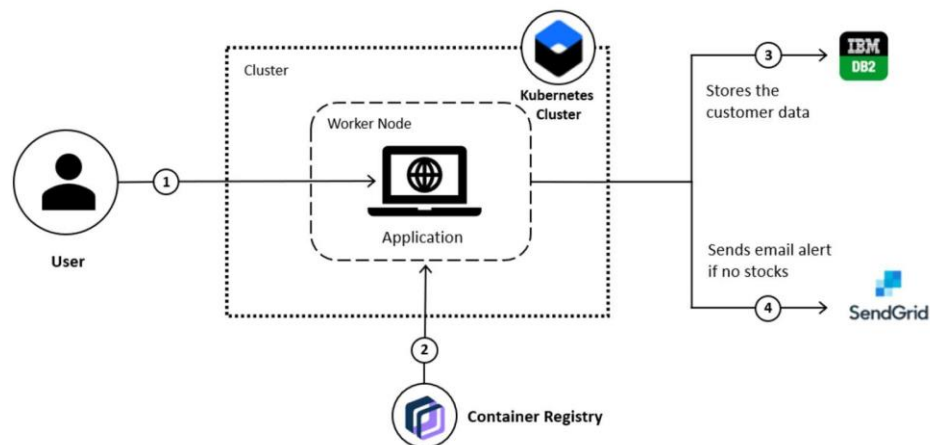 Cluster
Kubernetes
Cluster
Worker Node
Application
User
1
2
Container Registry
3
IBM
DB2
Stores the
customer data
Sends email alert
if no stocks
4
SendGrid